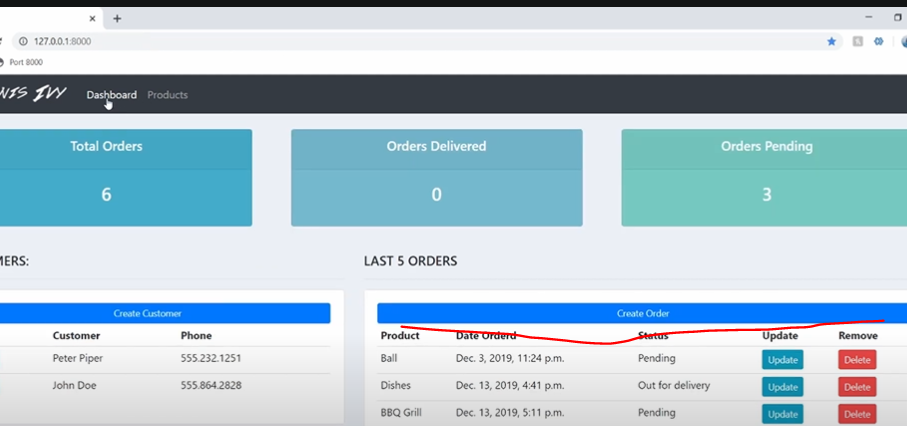 127.0.0.1:8000
Port 8000
NIS IVY Dashboard Products
Total Orders Orders Delivered Orders Pending
6 0 3
MERS: LAST 5 ORDERS
Create Customer Create Order
Customer Phone Product Date Orderd Status Update Remove
Peter Piper 555.232.1251 Ball Dec. 3, 2019, 11:24 p.m. Pending Update Delete
John Doe 555.864.2828 Dishes Dec. 13, 2019, 4:41 p.m. Out for delivery Update Delete
BBQ Grill Dec. 13, 2019, 5:11 p.m. Pending Update Delete